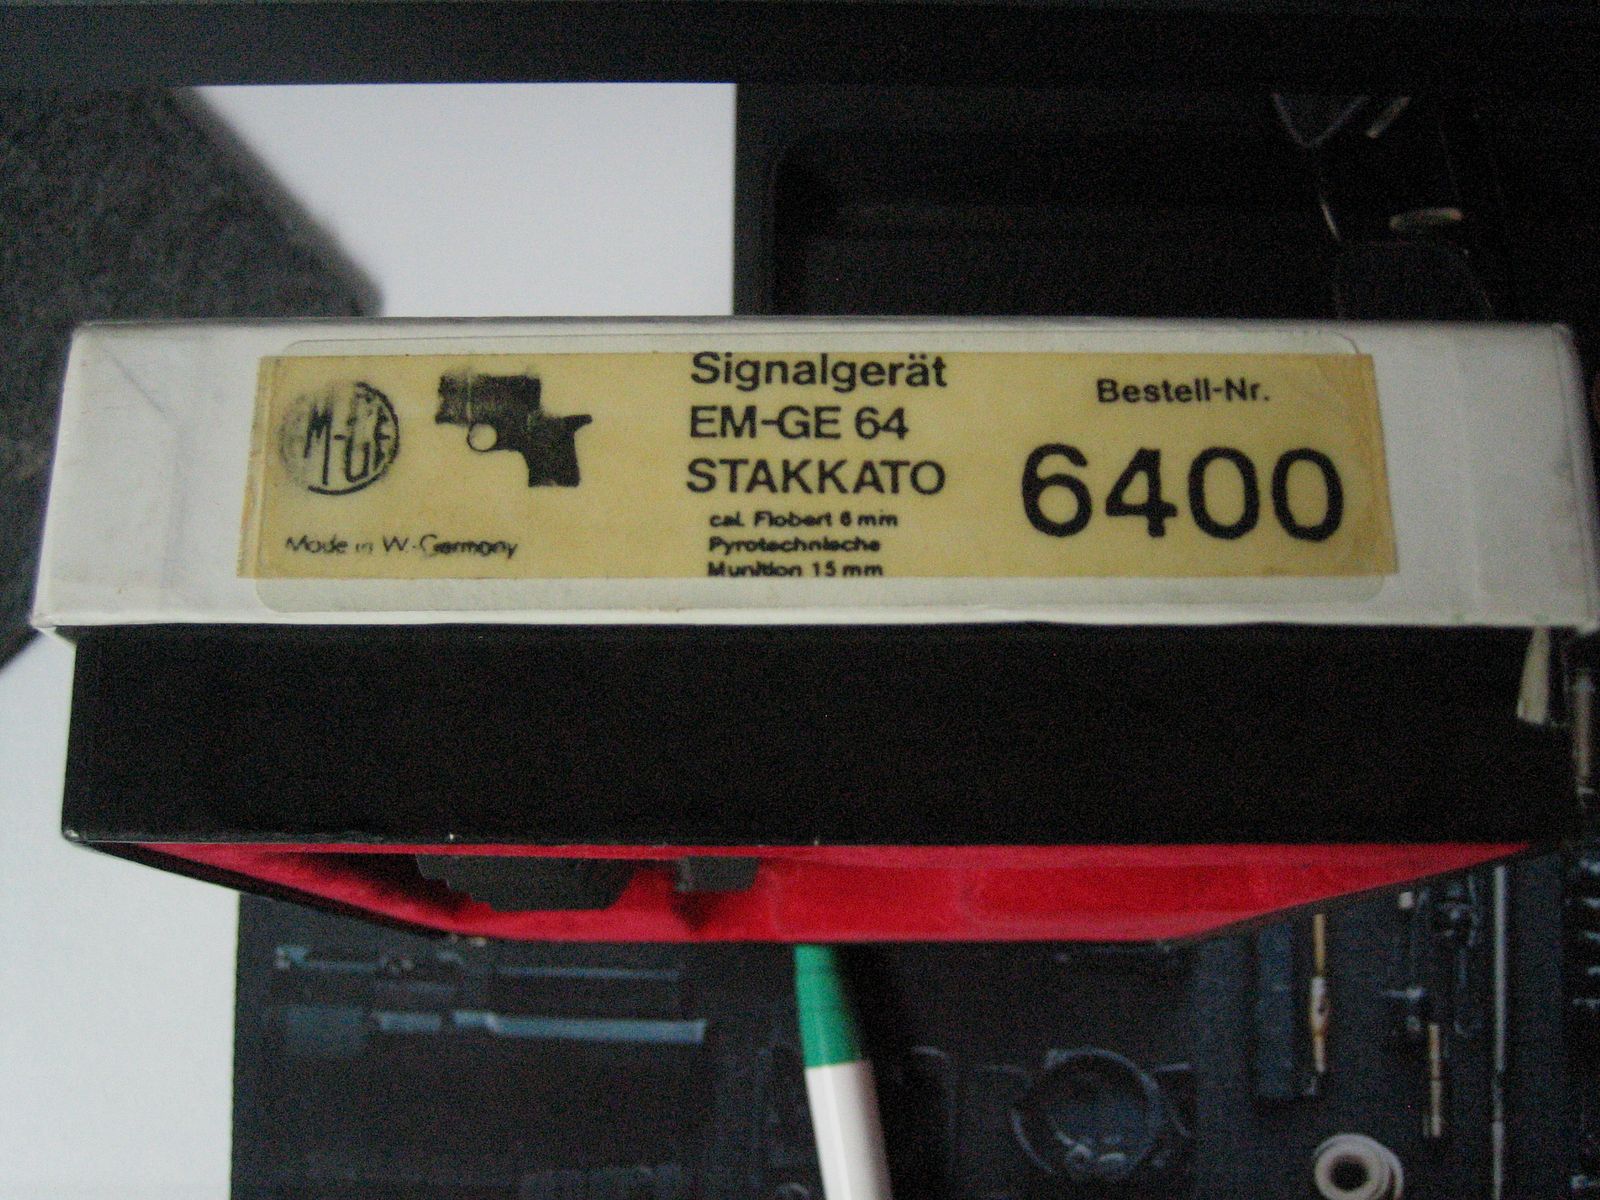 M-GE
Made in W.-Germany
Signalgerät
EM-GE 64
STAKKATO
cal. Flobert 6 mm
Pyrotechnische
Munition 15 mm
Bestell-Nr.
6400